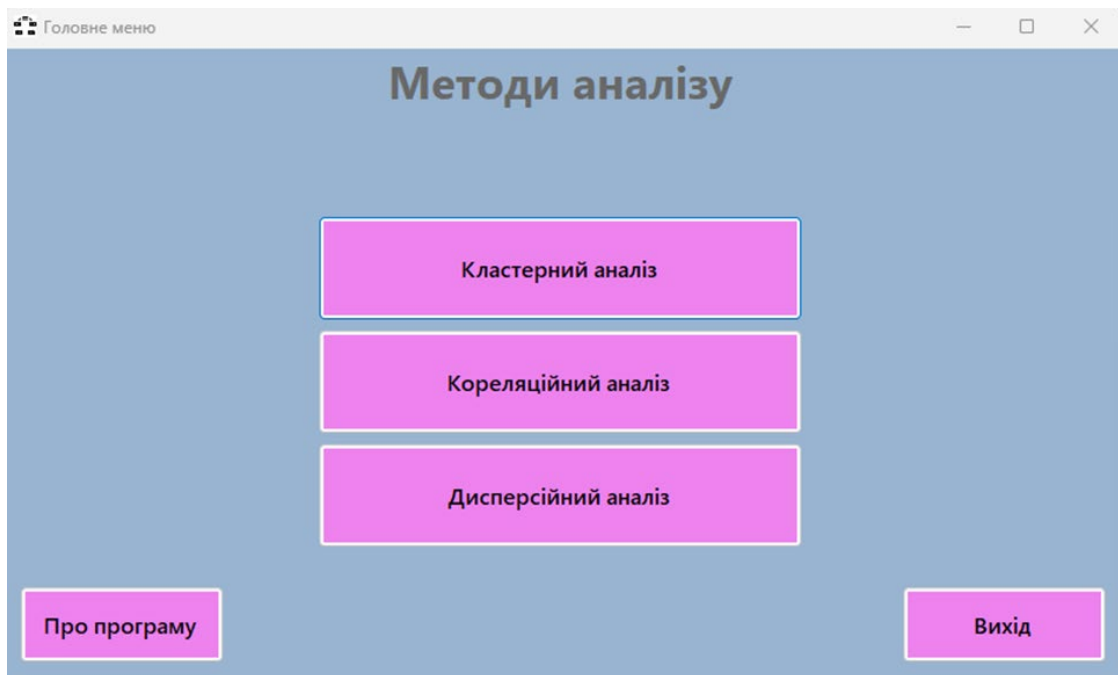 Головне меню
Методи аналізу
Кластерний аналіз
Кореляційний аналіз
Дисперсійний аналіз
Про програму
Вихід